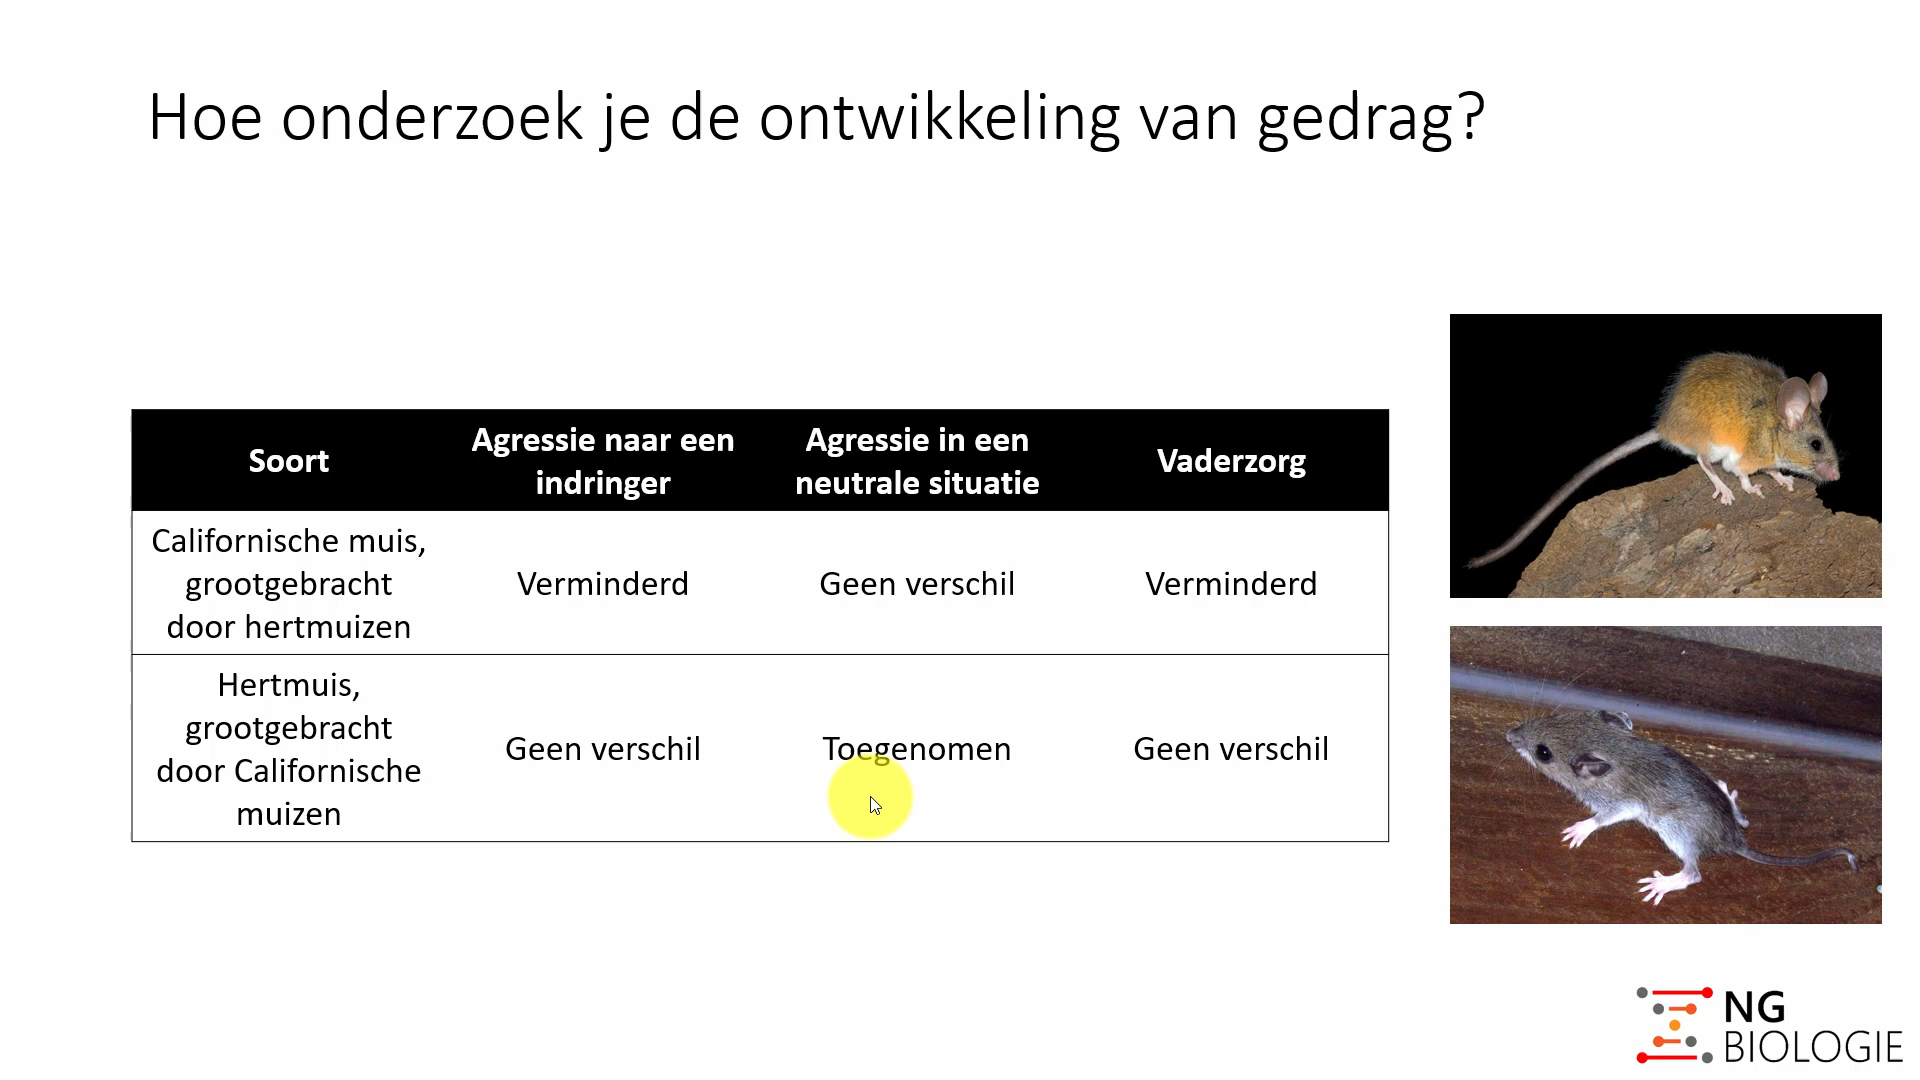 Hoe onderzoek je de ontwikkeling van gedrag?
Soort
Agressie naar een
indringer
Agressie in een
neutrale situatie
Vaderzorg
Californische muis,
grootgebracht
door hertmuizen
Verminderd
Geen verschil
Verminderd
Hertmuis,
grootgebracht
door Californische
muizen
Geen verschil
Toegenomen
Geen verschil
NG
BIOLOGIE